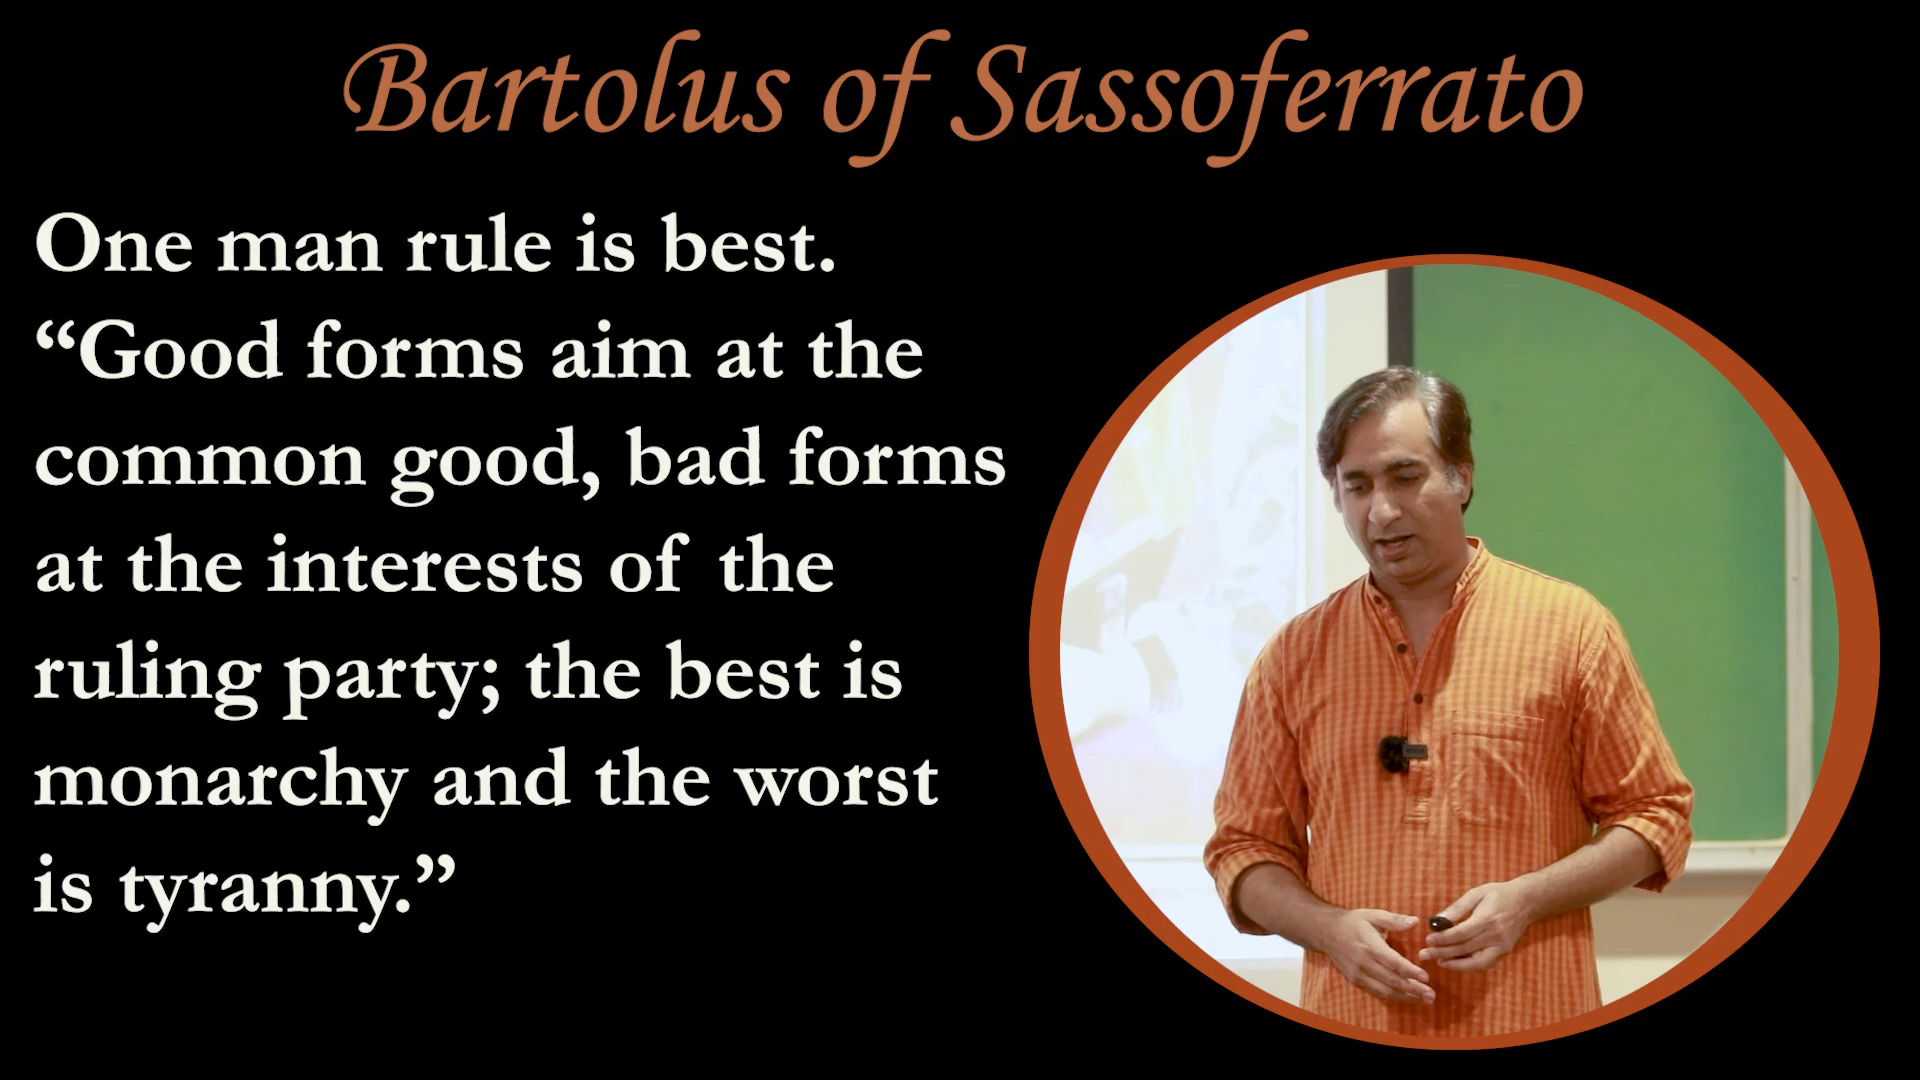 Bartolus of Sassoferrato
One man rule is best.
“Good forms aim at the
common good, bad forms
at the interests of the
ruling party; the best is
monarchy and the worst
is tyranny.”